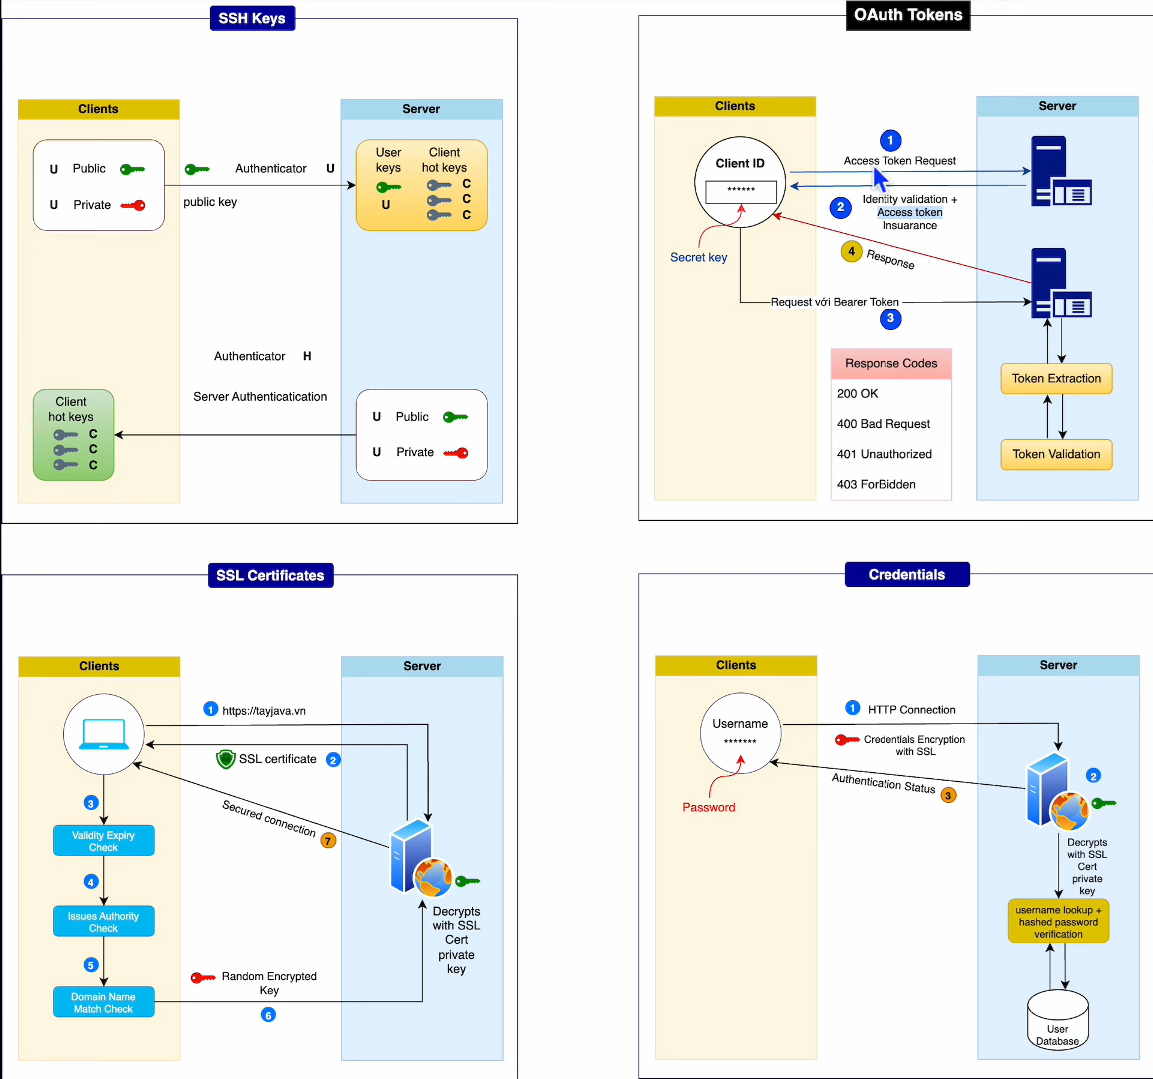 SSH Keys
Clients
Server
U Public
U Private
Authenticator U
public key
User
keys
U
Client
hot keys
C
C
C
Authenticator H
Server Authenticatication
Client
hot keys
C
C
C
U Public
U Private
OAuth Tokens
Clients
Server
Client ID
******
Secret key
1
Access Token Request
2
Identity validation +
Access token
Insuarance
4
Response
Request với Bearer Token
3
Response Codes
200 OK
400 Bad Request
401 Unauthorized
403 ForBidden
Token Extraction
Token Validation
SSL Certificates
Clients
Server
1 https://tayjava.vn
SSL certificate 2
Secured connection 7
3
Validity Expiry
Check
4
Issues Authority
Check
5
Domain Name
Match Check
Random Encrypted
Key
6
Decrypts
with SSL
Cert
private
key
Credentials
Clients
Server
Username
*******
Password
1 HTTP Connection
Credentials Encryption
with SSL
Authentication Status 3
2
Decrypts
with SSL
Cert
private
key
username lookup +
hashed password
verification
User
Database